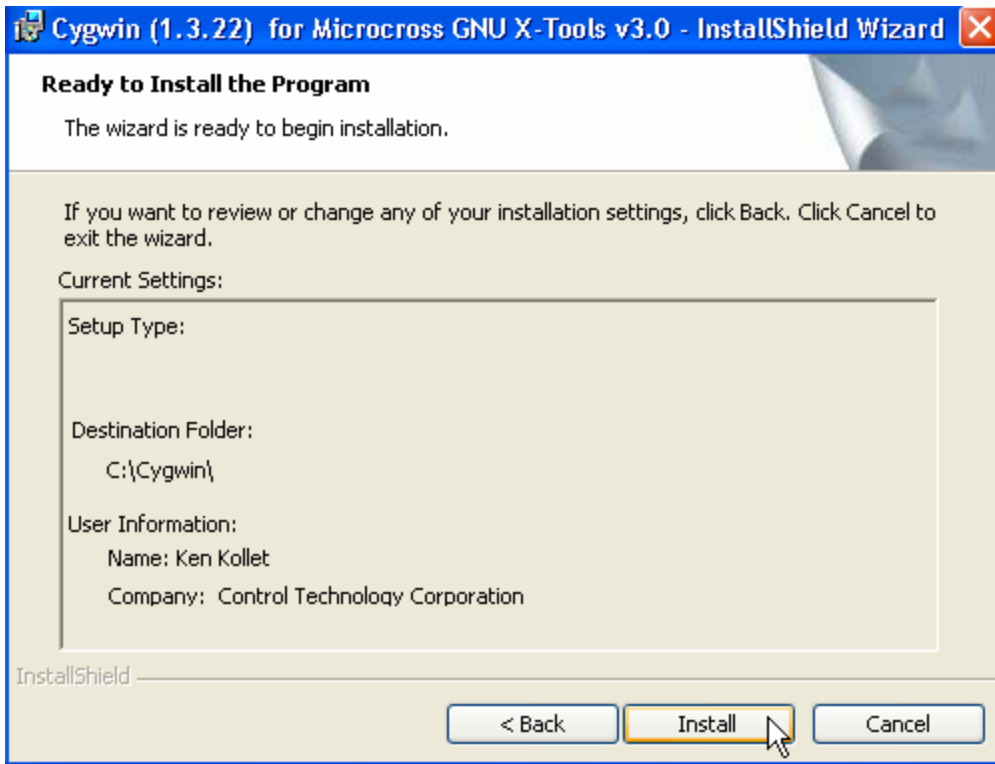 Cygwin (1.3.22) for Microcross GNU X-Tools v3.0 - InstallShield Wizard
Ready to Install the Program
The wizard is ready to begin installation.
If you want to review or change any of your installation settings, click Back. Click Cancel to
exit the wizard.
Current Settings:
Setup Type:
Destination Folder:
C:\Cygwin\
User Information:
Name: Ken Kollet
Company: Control Technology Corporation
InstallShield
< Back
Install
Cancel